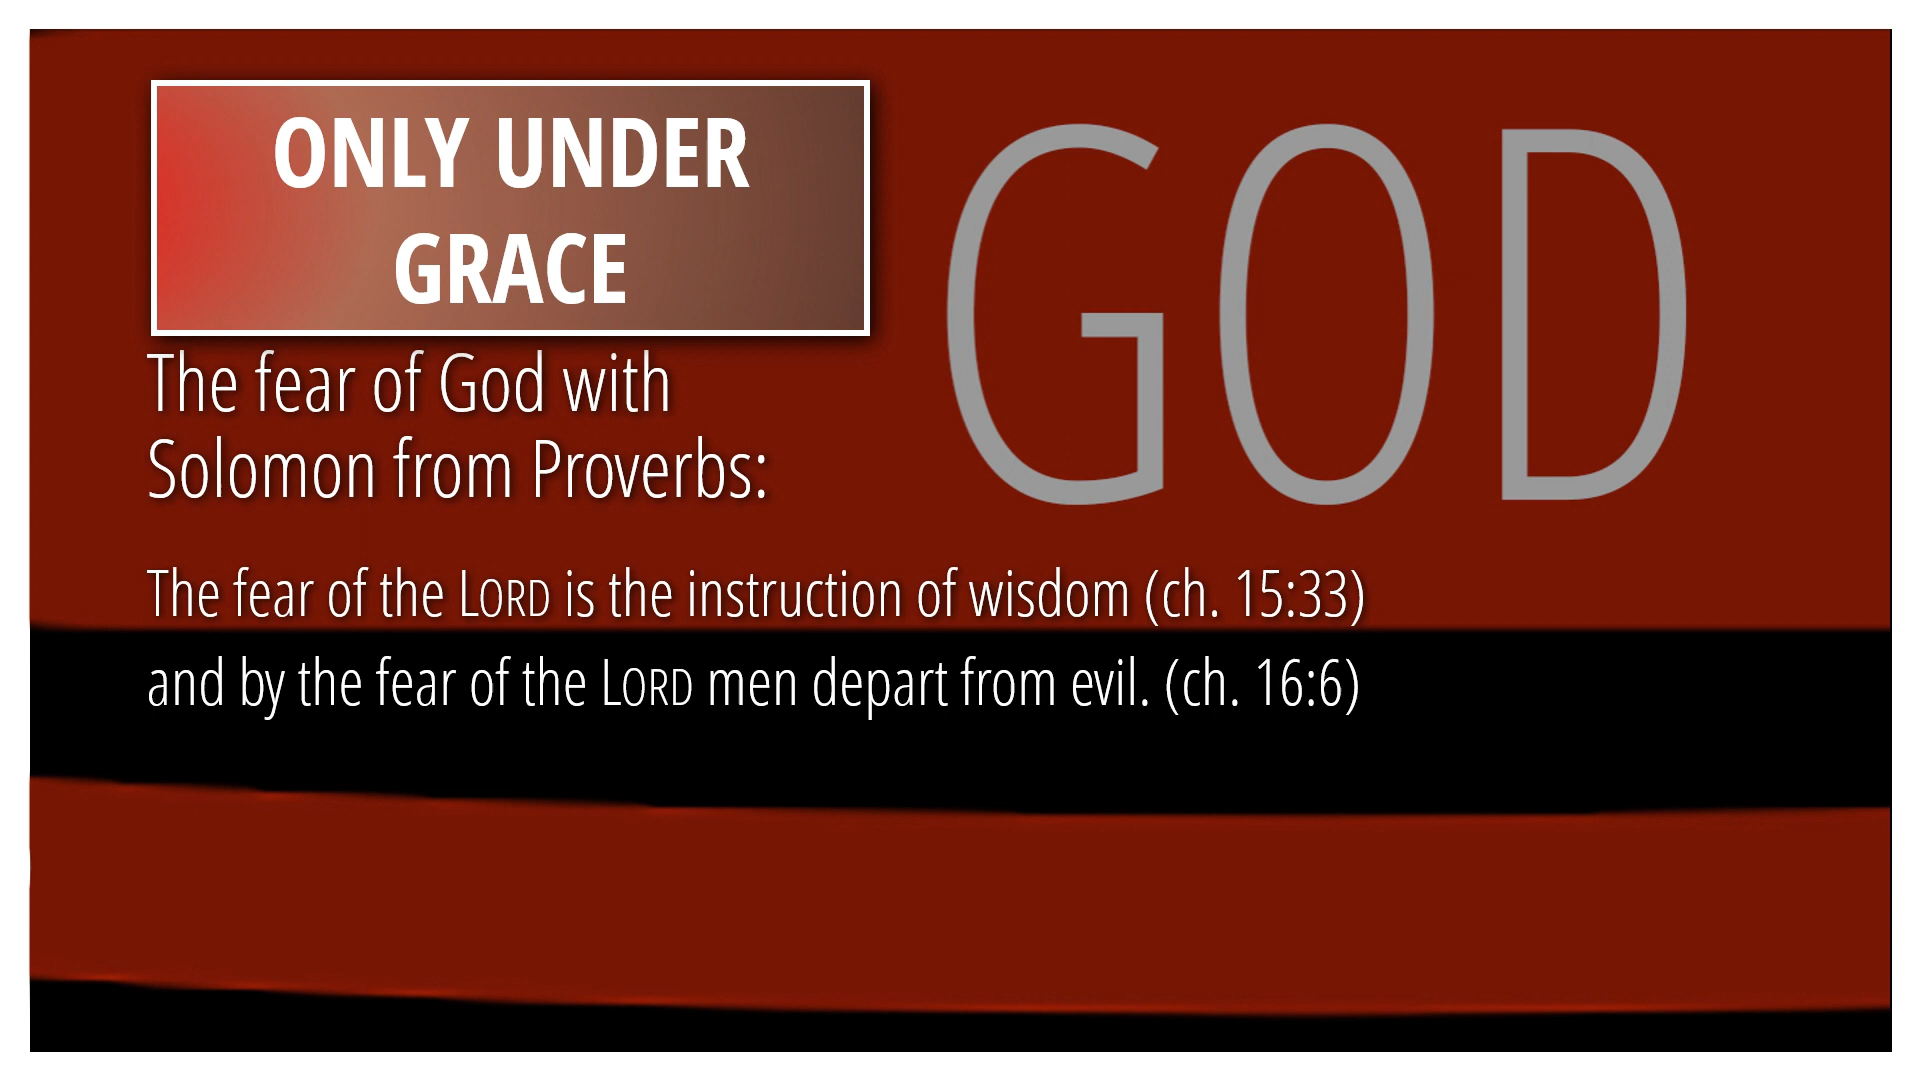 ONLY UNDER
GRACE
GOD
The fear of God with
Solomon from Proverbs:
The fear of the LORD is the instruction of wisdom (ch. 15:33)
and by the fear of the LORD men depart from evil. (ch. 16:6)